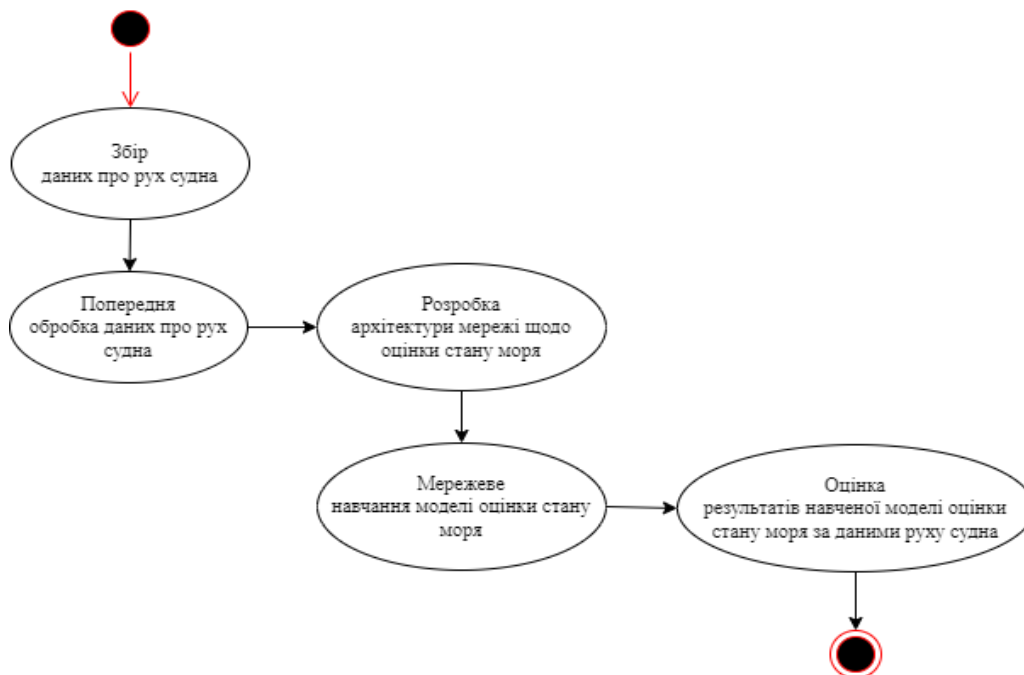 Збір
даних про рух судна
Попередня
обробка даних про рух
судна
Розробка
архітектури мережі щодо
оцінки стану моря
Мережеве
навчання моделі оцінки стану
моря
Оцінка
результатів навченої моделі оцінки
стану моря за даними руху судна